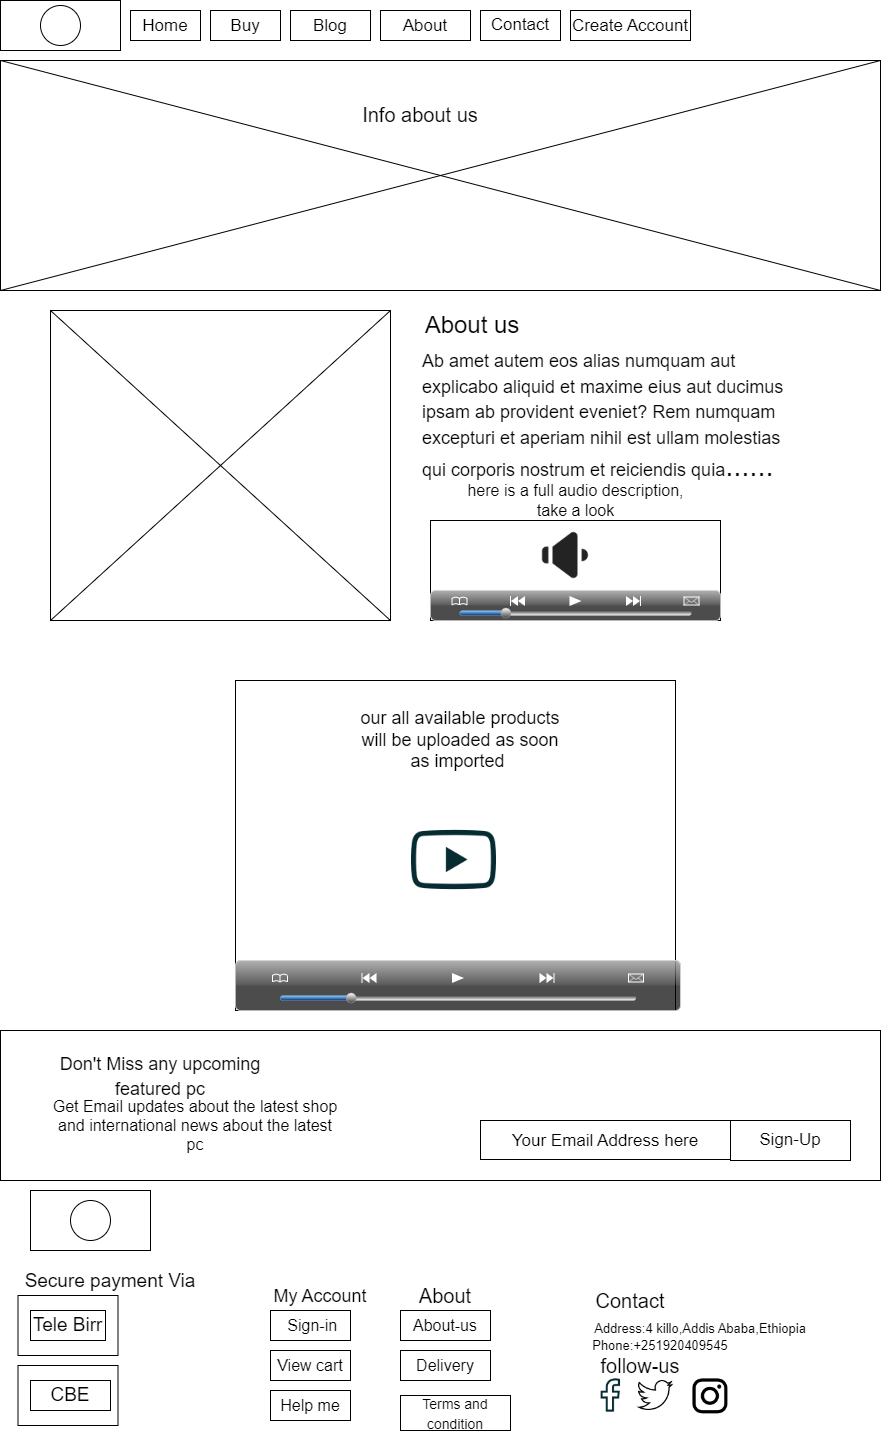 Home
Buy
Blog
About
Contact
Create Account
Info about us
About us
Ab amet autem eos alias numquam aut
explicabo aliquid et maxime eius aut ducimus
ipsam ab provident eveniet? Rem numquam
excepturi et aperiam nihil est ullam molestias
qui corporis nostrum et reiciendis quia......
here is a full audio description,
take a look
our all available products
will be uploaded as soon
as imported
Don't Miss any upcoming
featured pc
Get Email updates about the latest shop
and international news about the latest
pc
Your Email Address here
Sign-Up
Secure payment Via
Tele Birr
CBE
My Account
Sign-in
View cart
Help me
About
About-us
Delivery
Terms and
condition
Contact
Address:4 killo,Addis Ababa,Ethiopia
Phone:+251920409545
follow-us